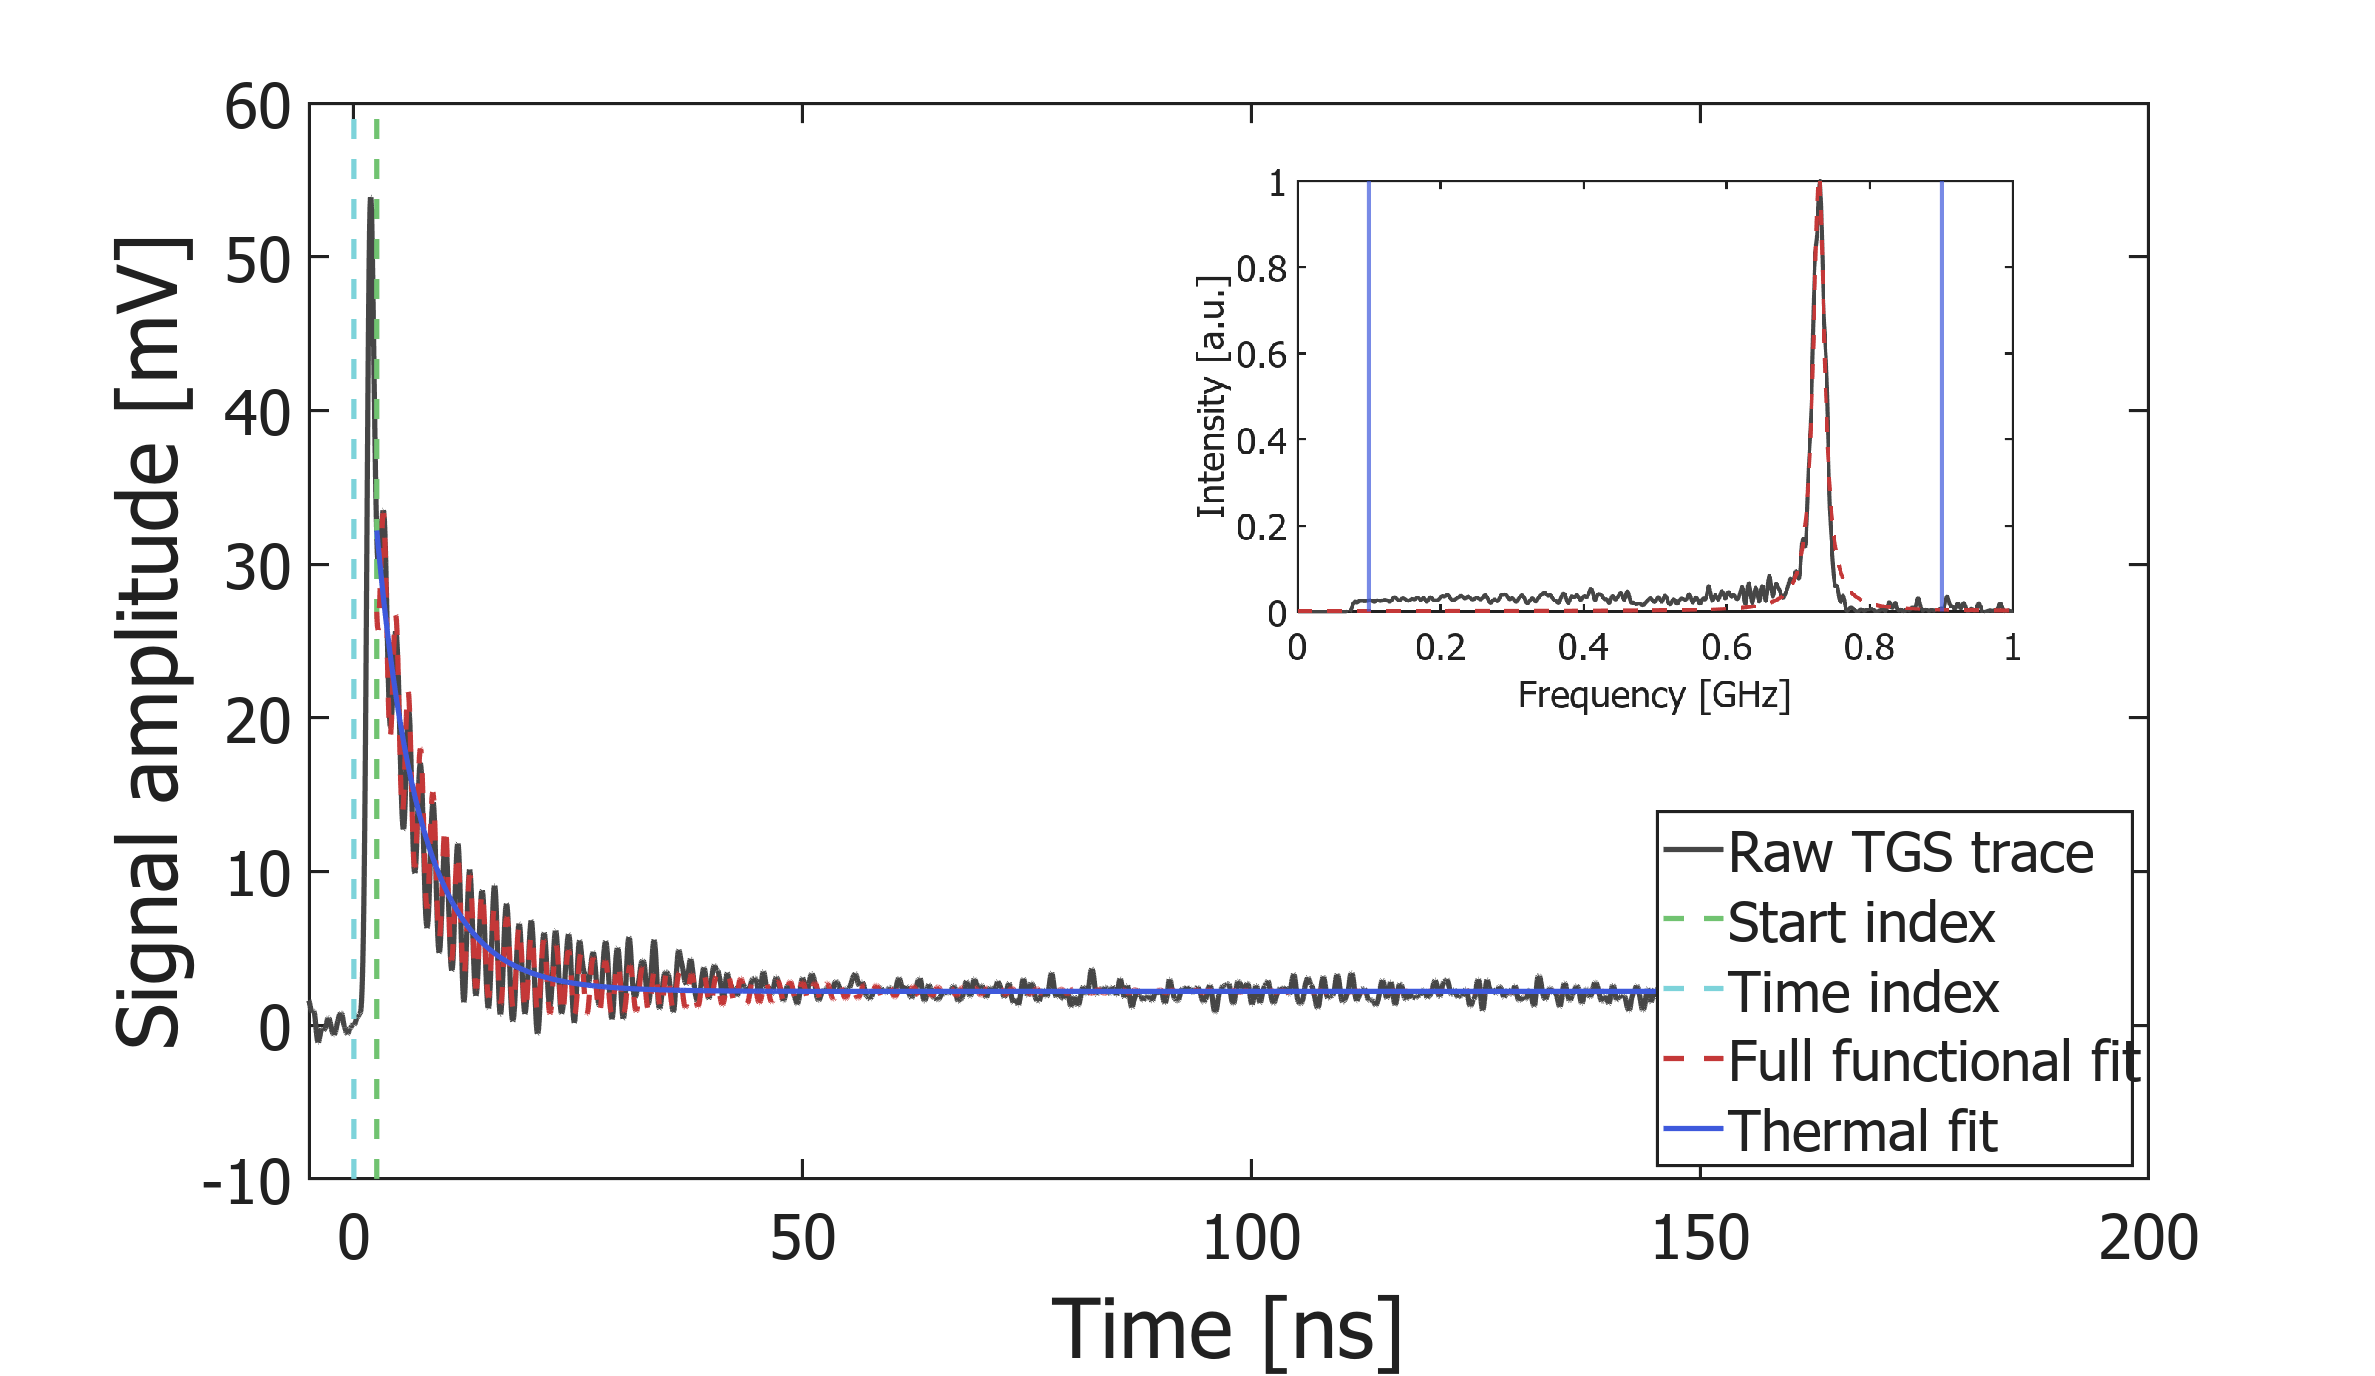 60
50
40
30
20
10
0
-10
Signal amplitude [mV]
0
50
100
150
200
Time [ns]
1
0.8
0.6
0.4
0.2
0
Intensity [a.u.]
0
0.2
0.4
0.6
0.8
1
Frequency [GHz]
Raw TGS trace
Start index
Time index
Full functional fit
Thermal fit